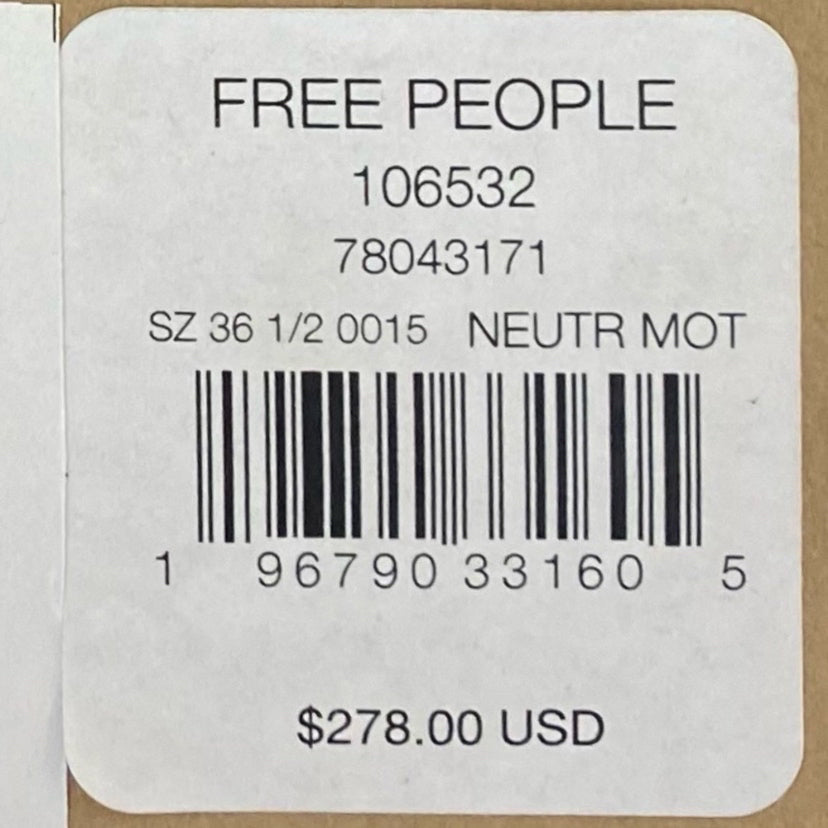 FREE PEOPLE
106532
78043171
SZ 36 1/2 0015 NEUTR MOT
1 96790 33160 5
$278.00 USD